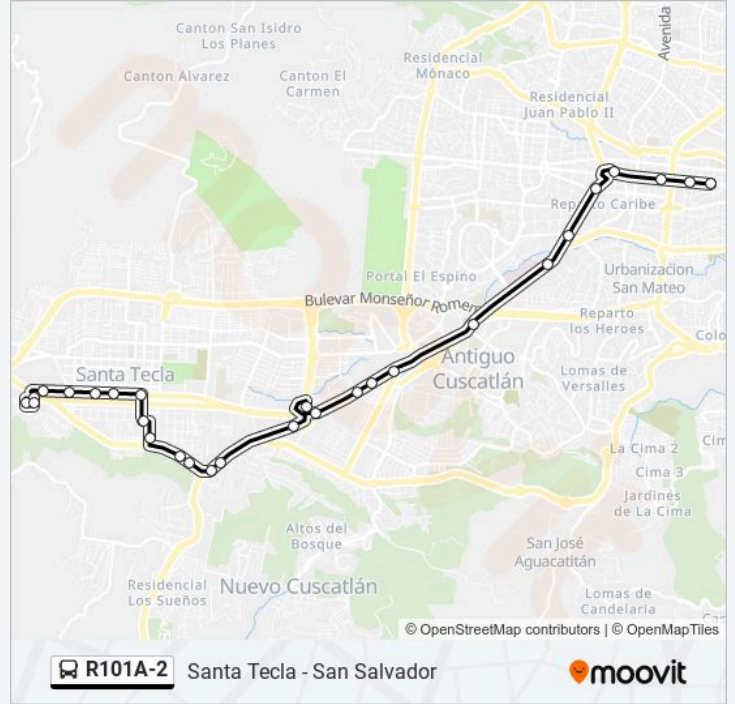 Canton San Isidro
Los Planes
Avenida
Residencial
Mónaco
Canton Alvarez
Canton El
Carmen
Residencial
Juan Pablo II
Reparto Caribe
Portal El Espino
Urbanizacion
San Mateo
Bulevar Monseñor Romer
Reparto
los Heroes
Colo
Antiguo
Cuscatlán
Santa Tecla
Lomas de
Versalles
La Cima 2
Cim
Cima 3
Jardines
de La Cima
Altos del
Bosque
San José
Aguacatitán
Residencial
Los Sueños
Nuevo Cuscatlán
Lomas de
Candelaria
© OpenStreetMap contributors | © OpenMapTiles
R101A-2 Santa Tecla - San Salvador
moovit